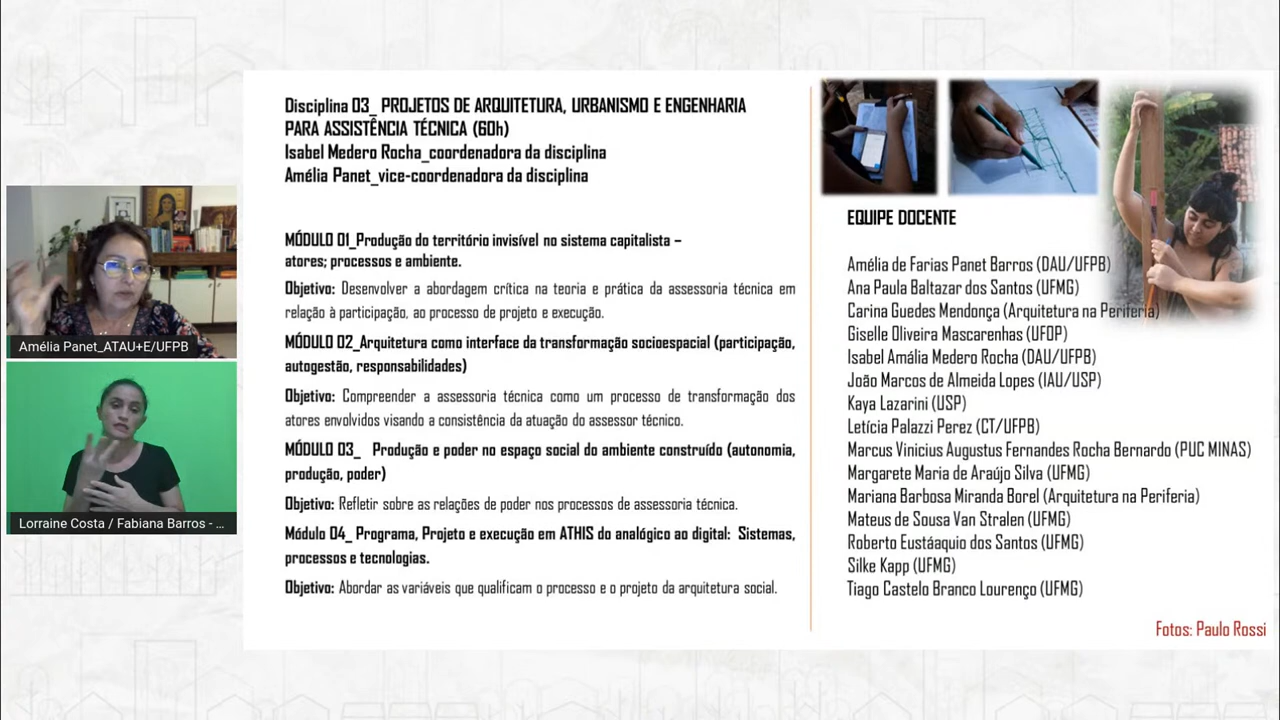 Disciplina 03_ PROJETOS DE ARQUITETURA, URBANISMO E ENGENHARIA
PARA ASSISTÊNCIA TÉCNICA (60h)
Isabel Medero Rocha_coordenadora da disciplina
Amélia Panet_vice-coordenadora da disciplina
MÓDULO 01_Produção do território invisível no sistema capitalista –
atores; processos e ambiente.
Objetivo: Desenvolver a abordagem crítica na teoria e prática da assessoria técnica em
relação à participação, ao processo de projeto e execução.
MÓDULO 02_Arquitetura como interface da transformação socioespacial (participação,
autogestão, responsabilidades)
Objetivo: Compreender a assessoria técnica como um processo de transformação dos
atores envolvidos visando a consistência da atuação do assessor técnico.
MÓDULO 03_ Produção e poder no espaço social do ambiente construído (autonomia,
produção, poder)
Objetivo: Refletir sobre as relações de poder nos processos de assessoria técnica.
Módulo 04_ Programa, Projeto e execução em ATHIS do analógico ao digital: Sistemas,
processos e tecnologias.
Objetivo: Abordar as variáveis que qualificam o processo e o projeto da arquitetura social.
EQUIPE DOCENTE
Amélia de Farias Panet Barros (DAU/UFPB)
Ana Paula Baltazar dos Santos (UFMG)
Carina Guedes Mendonça (Arquitetura na Periferia)
Giselle Oliveira Mascarenhas (UFOP)
Isabel Amália Medero Rocha (DAU/UFPB)
João Marcos de Almeida Lopes (IAU/USP)
Kaya Lazarini (USP)
Letícia Palazzi Perez (CT/UFPB)
Marcus Vinicius Augustus Fernandes Rocha Bernardo (PUC MINAS)
Margarete Maria de Araújo Silva (UFMG)
Mariana Barbosa Miranda Borel (Arquitetura na Periferia)
Mateus de Sousa Van Stralen (UFMG)
Roberto Eustáaquio dos Santos (UFMG)
Silke Kapp (UFMG)
Tiago Castelo Branco Lourenço (UFMG)
Fotos: Paulo Rossi
Amélia Panet_ATAU+E/UFPB
Lorraine Costa / Fabiana Barros - ...